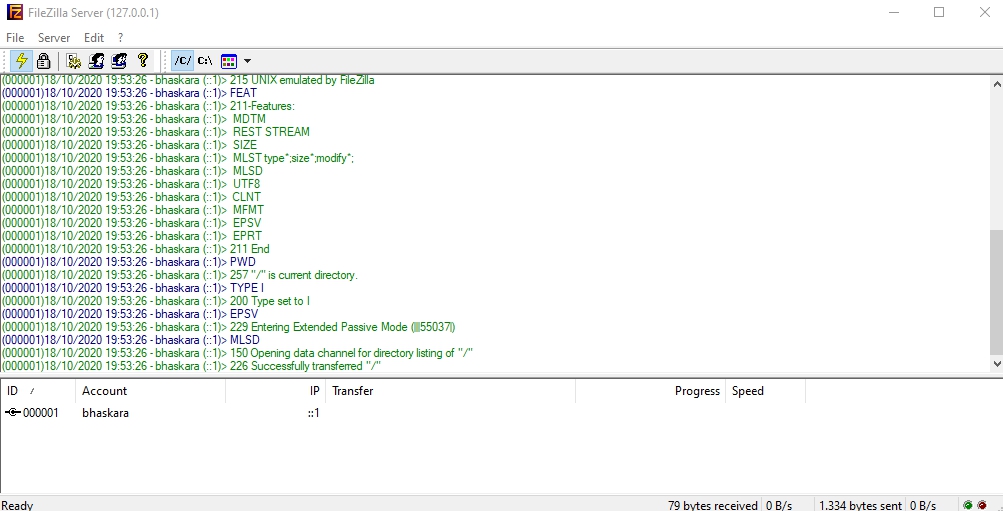 FileZilla Server (127.0.0.1)
File Server Edit ?
/C/ C:\
(000001)18/10/2020 19:53:26 - bhaskara (::1)> 215 UNIX emulated by FileZilla
(000001)18/10/2020 19:53:26 - bhaskara (::1)> FEAT
(000001)18/10/2020 19:53:26 - bhaskara (::1)> 211-Features:
(000001)18/10/2020 19:53:26 - bhaskara (::1)> MDTM
(000001)18/10/2020 19:53:26 - bhaskara (::1)> REST STREAM
(000001)18/10/2020 19:53:26 - bhaskara (::1)> SIZE
(000001)18/10/2020 19:53:26 - bhaskara (::1)> MLST type*;size*;modify*;
(000001)18/10/2020 19:53:26 - bhaskara (::1)> MLSD
(000001)18/10/2020 19:53:26 - bhaskara (::1)> UTF8
(000001)18/10/2020 19:53:26 - bhaskara (::1)> CLNT
(000001)18/10/2020 19:53:26 - bhaskara (::1)> MFMT
(000001)18/10/2020 19:53:26 - bhaskara (::1)> EPSV
(000001)18/10/2020 19:53:26 - bhaskara (::1)> EPRT
(000001)18/10/2020 19:53:26 - bhaskara (::1)> 211 End
(000001)18/10/2020 19:53:26 - bhaskara (::1)> PWD
(000001)18/10/2020 19:53:26 - bhaskara (::1)> 257 "/" is current directory.
(000001)18/10/2020 19:53:26 - bhaskara (::1)> TYPE I
(000001)18/10/2020 19:53:26 - bhaskara (::1)> 200 Type set to I
(000001)18/10/2020 19:53:26 - bhaskara (::1)> EPSV
(000001)18/10/2020 19:53:26 - bhaskara (::1)> 229 Entering Extended Passive Mode (|||55037|)
(000001)18/10/2020 19:53:26 - bhaskara (::1)> MLSD
(000001)18/10/2020 19:53:26 - bhaskara (::1)> 150 Opening data channel for directory listing of "/"
(000001)18/10/2020 19:53:26 - bhaskara (::1)> 226 Successfully transferred "/"
ID / Account IP Transfer Progress Speed
000001 bhaskara ::1
Ready 79 bytes received 0 B/s 1.334 bytes sent 0 B/s